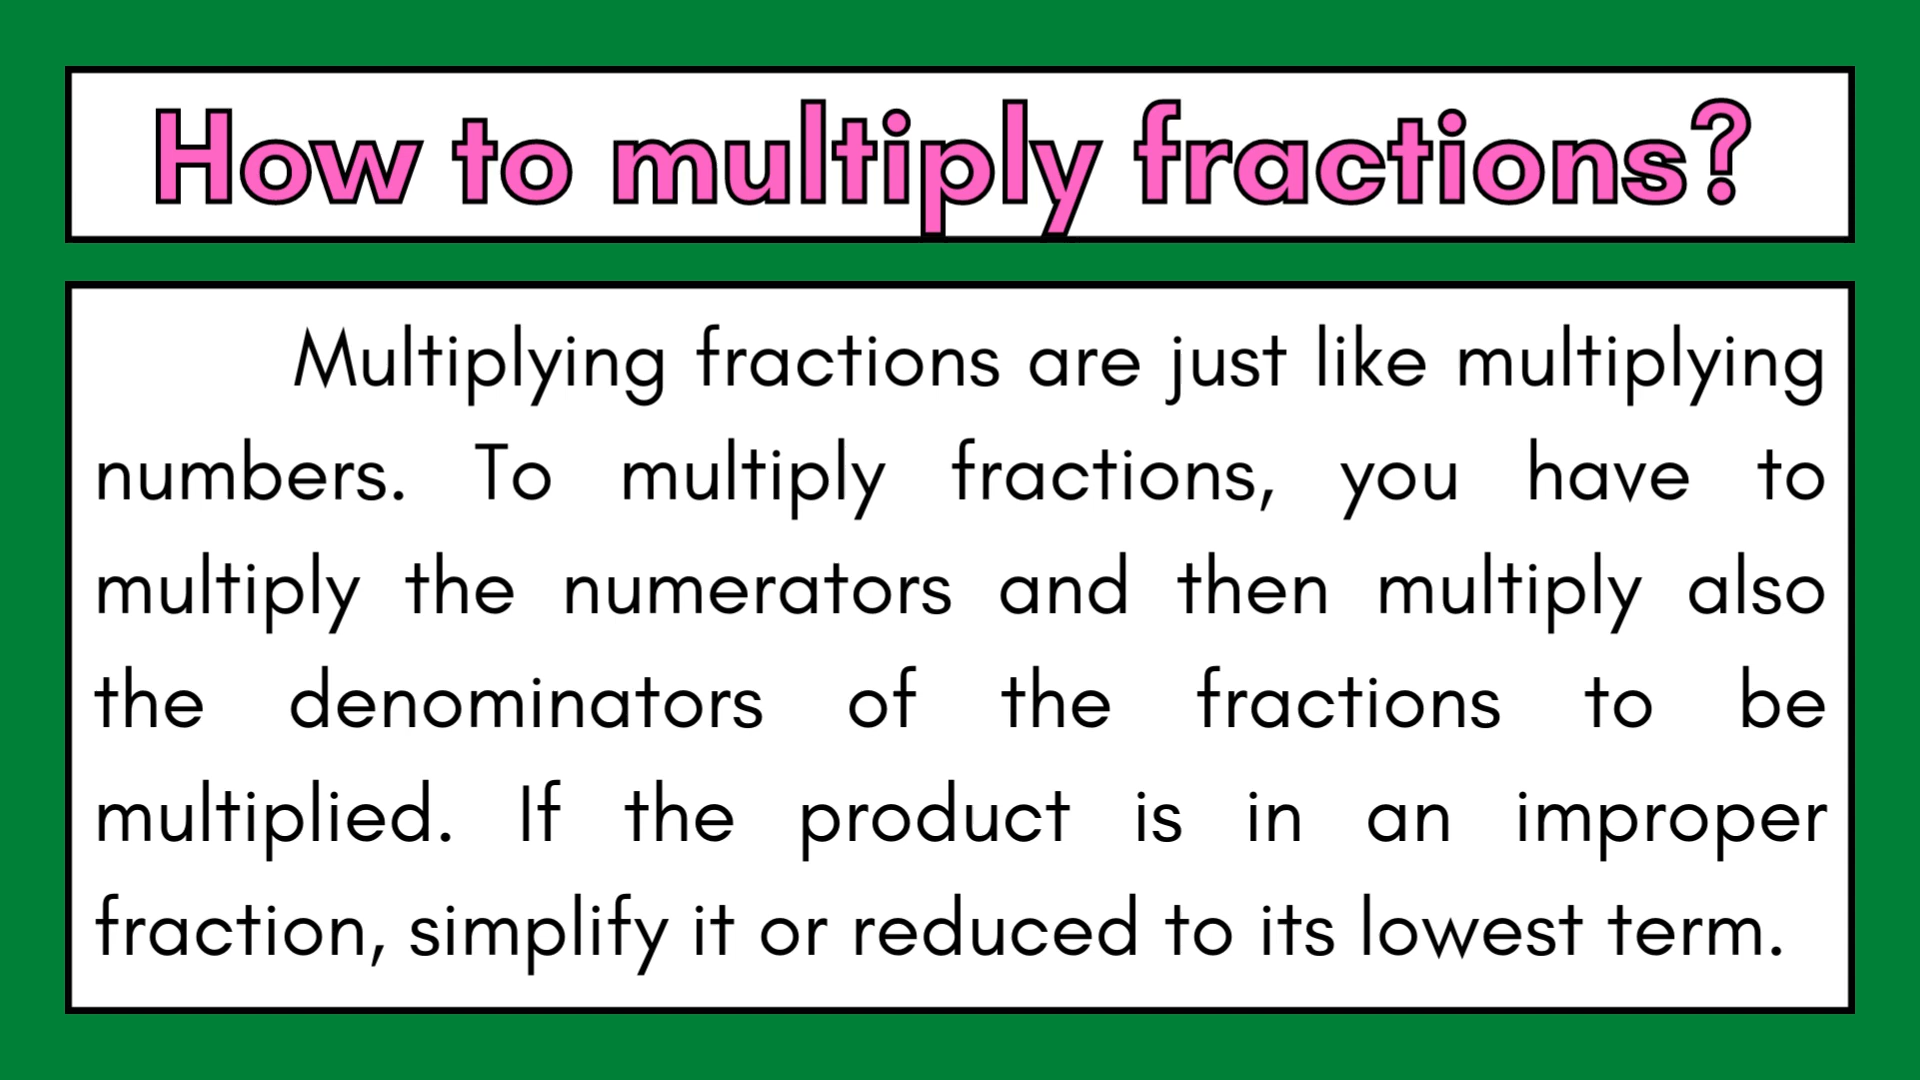 How to multiply fractions?
Multiplying fractions are just like multiplying
numbers. To multiply fractions, you have to
multiply the numerators and then multiply also
the denominators of the fractions to be
multiplied. If the product is in an improper
fraction, simplify it or reduced to its lowest term.